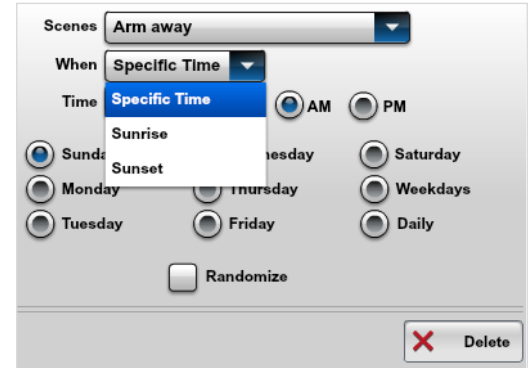 Scenes Arm away
When Specific Time
Time Specific Time AM PM
Sunrise
Sunset
Saturday
Monday Thursday Weekdays
Tuesday Friday Daily
Randomize
Delete